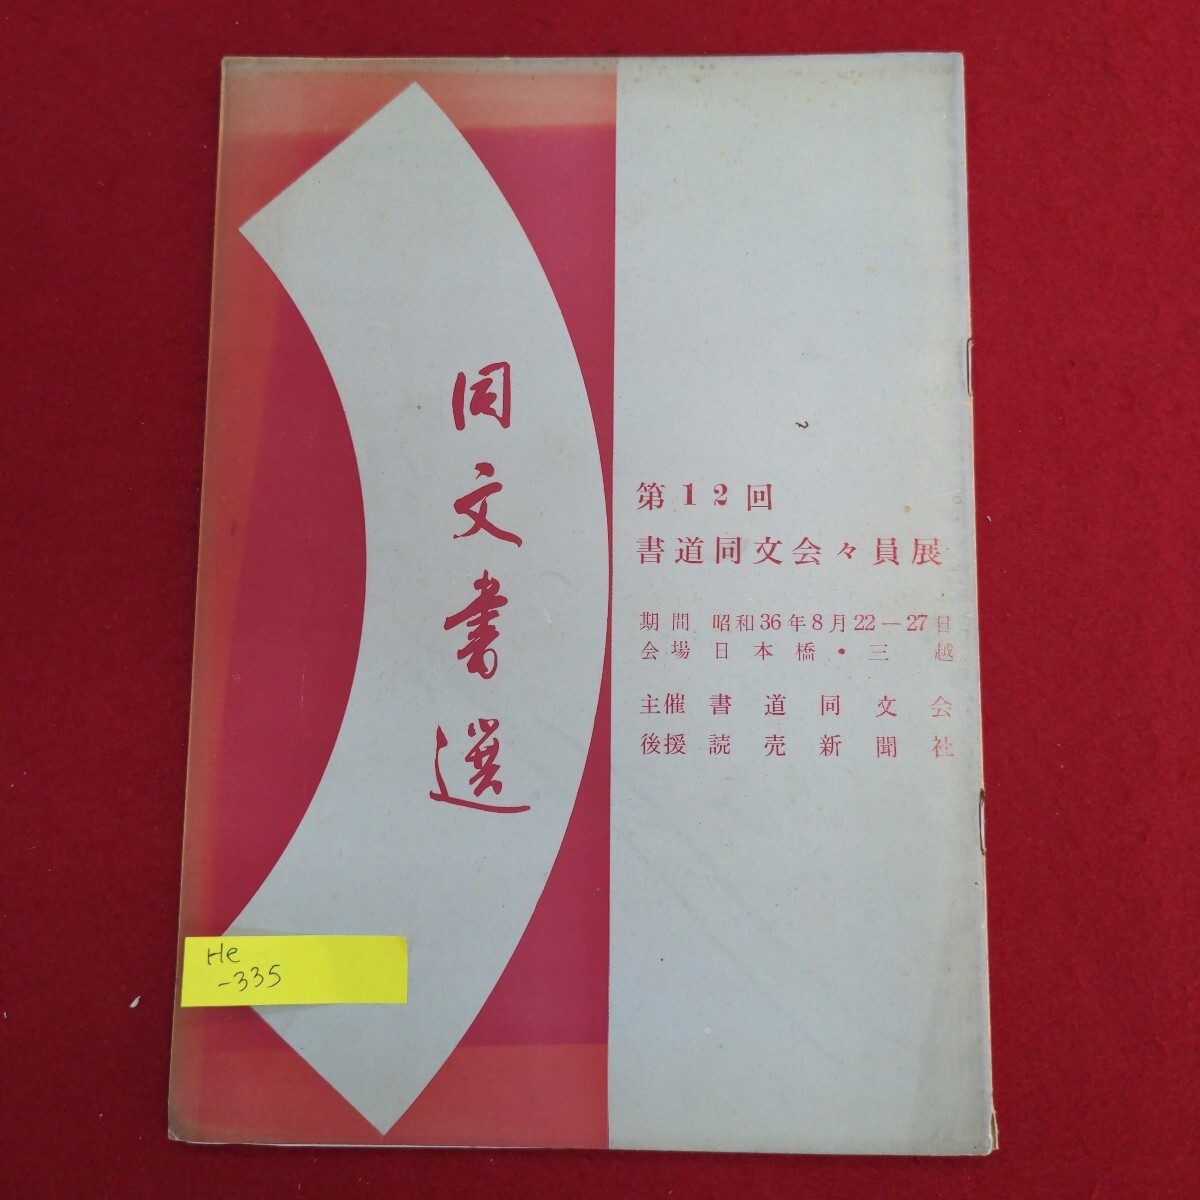 同文書選
第12回
書道同文会々員展
期間 昭和36年8月22—27日
会場 日本橋・三越
主催 書道同文会
後援 読売新聞社
He
-335